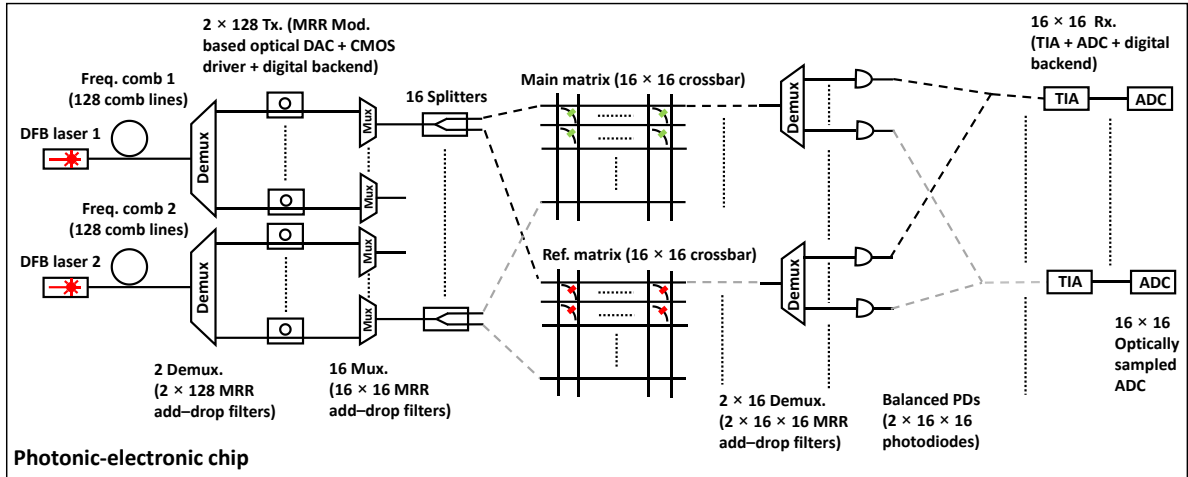 2 × 128 Tx. (MRR Mod.
based optical DAC + CMOS
driver + digital backend)
16 × 16 Rx.
(TIA + ADC + digital
backend)
Freq. comb 1
(128 comb lines)
16 Splitters
Main matrix (16 × 16 crossbar)
DFB laser 1
Demux
Mux
Mux
Demux
TIA
ADC
Freq. comb 2
(128 comb lines)
DFB laser 2
Demux
Mux
Mux
Ref. matrix (16 × 16 crossbar)
Demux
TIA
ADC
2 Demux.
(2 × 128 MRR
add–drop filters)
16 Mux.
(16 × 16 MRR
add–drop filters)
2 × 16 Demux.
(2 × 16 × 16 MRR
add–drop filters)
Balanced PDs
(2 × 16 × 16
photodiodes)
16 × 16
Optically
sampled
ADC
Photonic-electronic chip